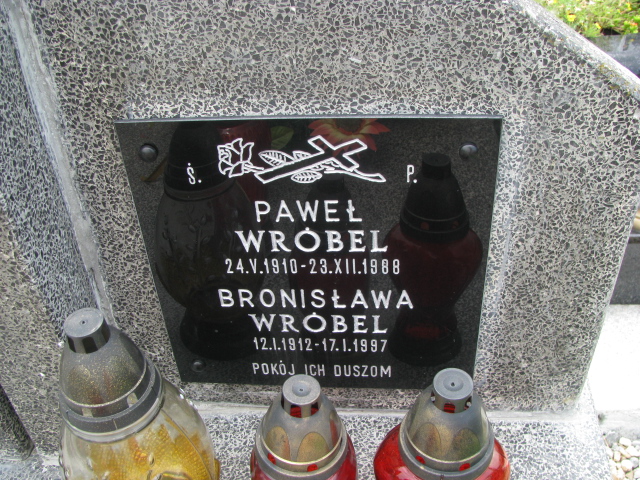 Ś. P.
PAWEŁ
WRÓBEL
24.V.1910-23.XII.1988
BRONISŁAWA
WRÓBEL
12.I.1912-17.I.1997
POKÓJ ICH DUSZOM